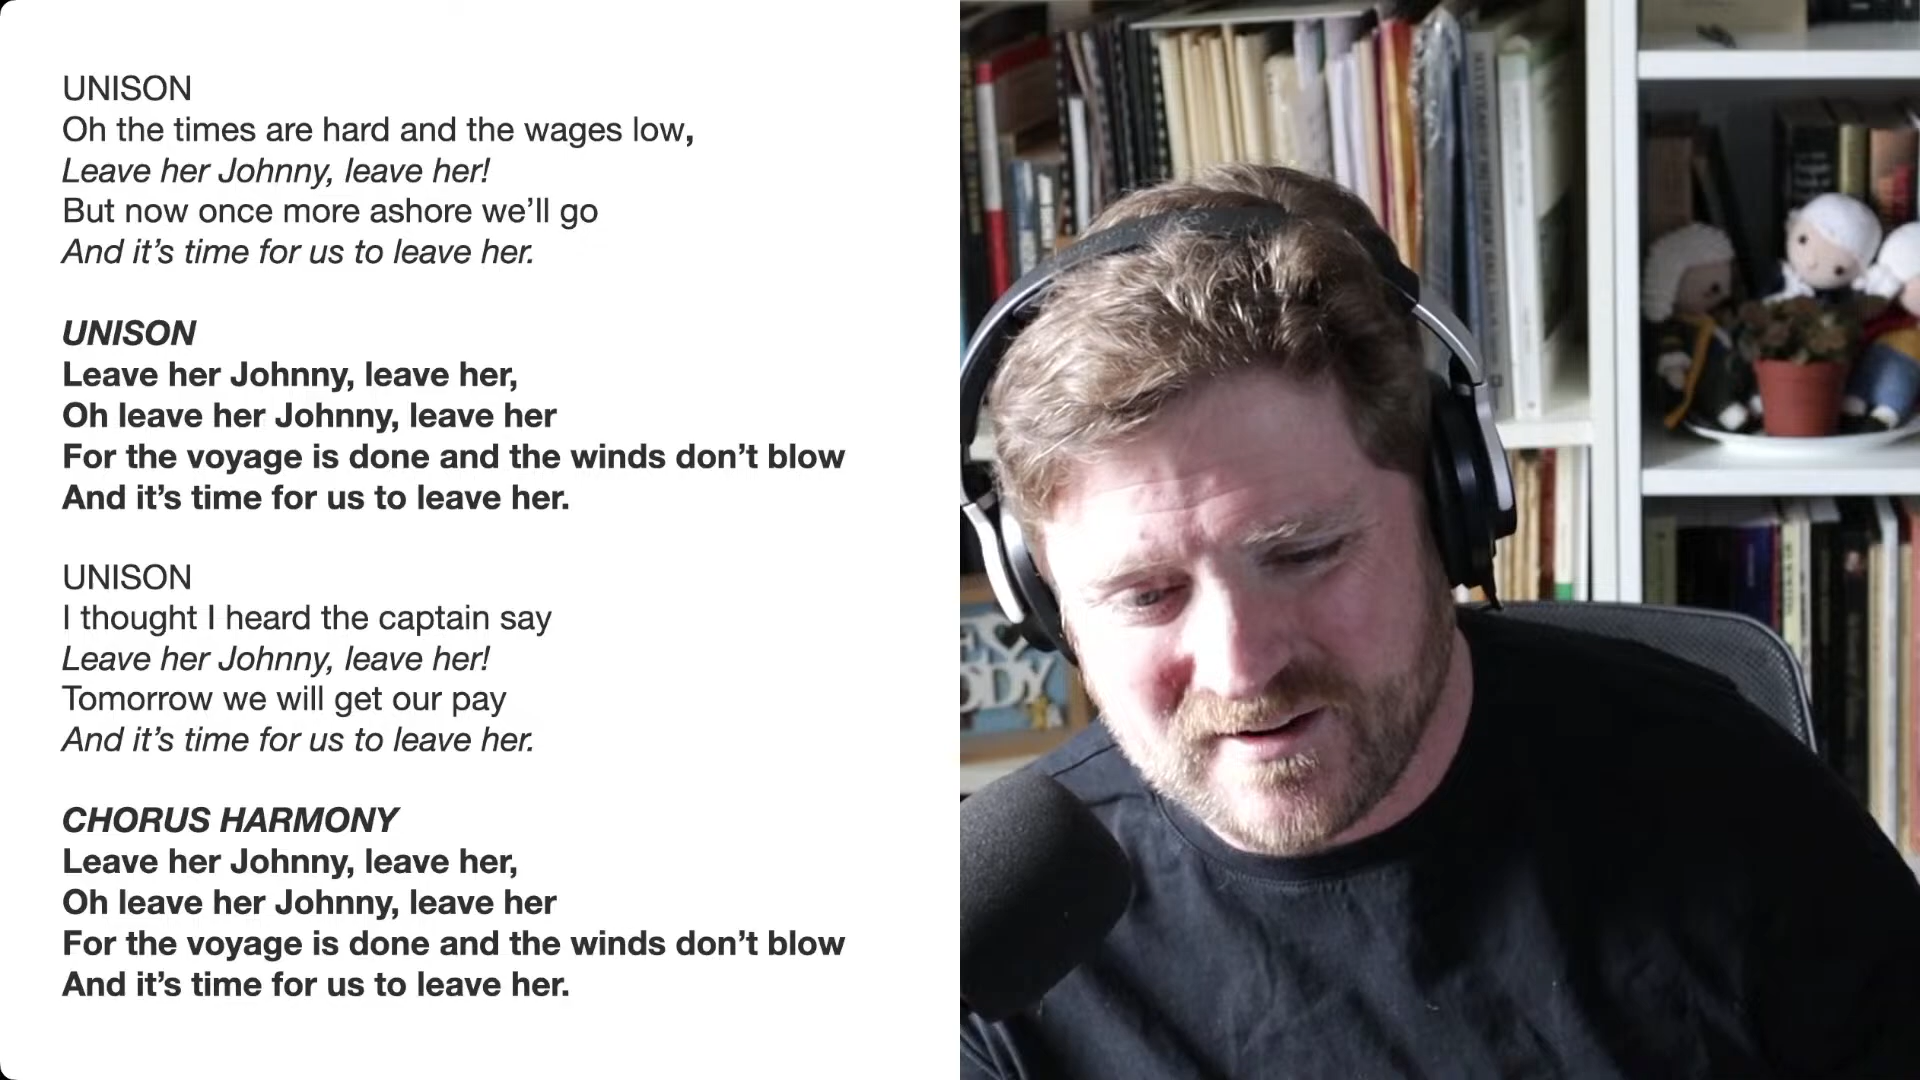 UNISON
Oh the times are hard and the wages low,
Leave her Johnny, leave her!
But now once more ashore we’ll go
And it’s time for us to leave her.
UNISON
Leave her Johnny, leave her,
Oh leave her Johnny, leave her
For the voyage is done and the winds don’t blow
And it’s time for us to leave her.
UNISON
I thought I heard the captain say
Leave her Johnny, leave her!
Tomorrow we will get our pay
And it’s time for us to leave her.
CHORUS HARMONY
Leave her Johnny, leave her,
Oh leave her Johnny, leave her
For the voyage is done and the winds don’t blow
And it’s time for us to leave her.